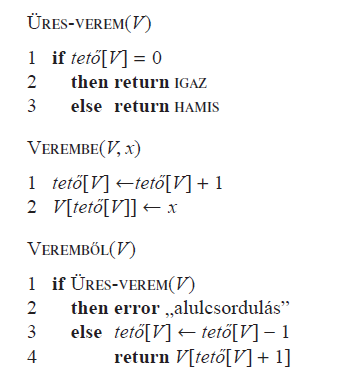 ÜRES-VEREM(V)
1 if tető[V] = 0
2 then return IGAZ
3 else return HAMIS
VEREMBE(V, x)
1 tető[V] ←tető[V] + 1
2 V[tető[V]] ← x
VEREMBŐL(V)
1 if ÜRES-VEREM(V)
2 then error „alulcsordulás”
3 else tető[V] ← tető[V] − 1
4 return V[tető[V] + 1]